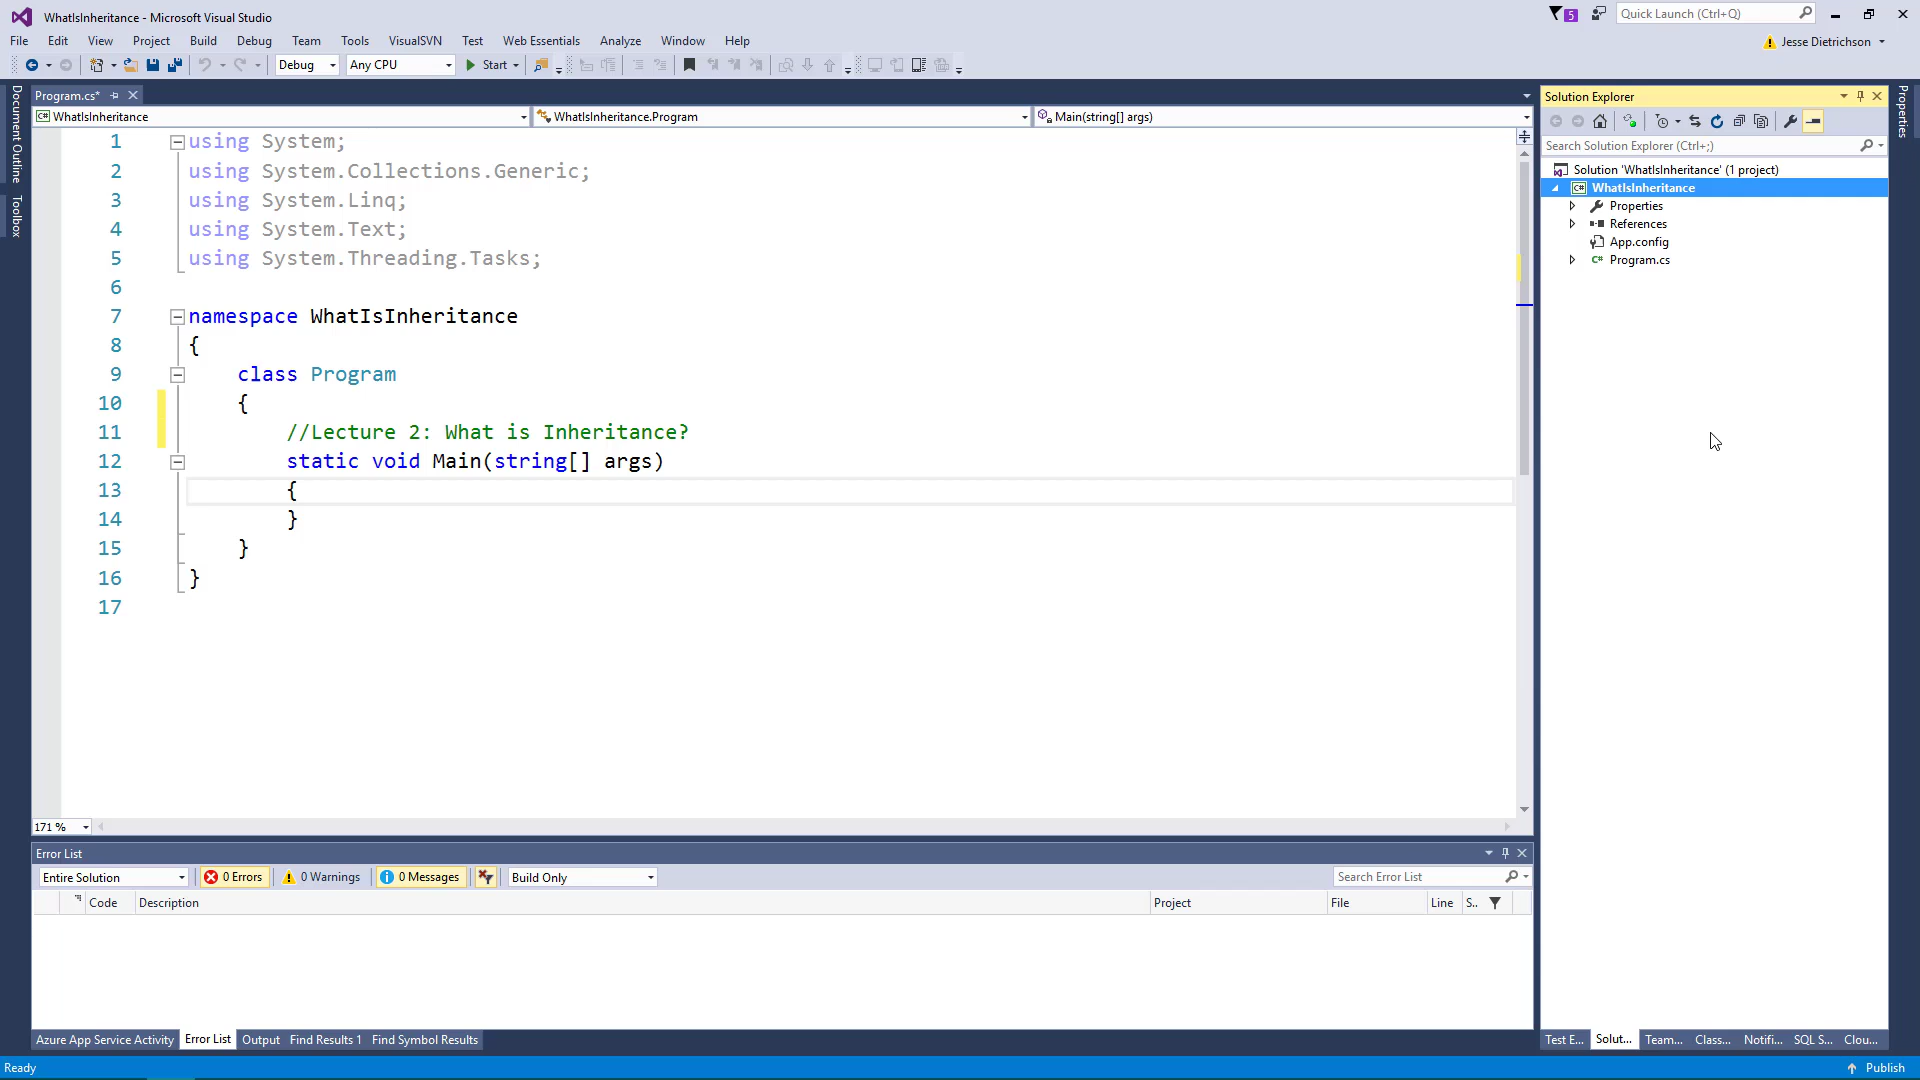 WhatIsInheritance - Microsoft Visual Studio
5
Quick Launch (Ctrl+Q)
File Edit View Project Build Debug Team Tools VisualSVN Test Web Essentials Analyze Window Help
Jesse Dietrichson
Debug Any CPU Start
Document Outline
Toolbox
Program.cs*
WhatIsInheritance WhatIsInheritance.Program Main(string[] args)
1 using System;
2 using System.Collections.Generic;
3 using System.Linq;
4 using System.Text;
5 using System.Threading.Tasks;
6
7 namespace WhatIsInheritance
8 {
9 class Program
10 {
11 //Lecture 2: What is Inheritance?
12 static void Main(string[] args)
13 {
14 }
15 }
16 }
17
171 %
Solution Explorer
Search Solution Explorer (Ctrl+;)
Solution 'WhatIsInheritance' (1 project)
C# WhatIsInheritance
Properties
References
App.config
C# Program.cs
Properties
Error List
Entire Solution 0 Errors 0 Warnings 0 Messages Build Only Search Error List
Code Description Project File Line S..
Azure App Service Activity Error List Output Find Results 1 Find Symbol Results
Test E... Solut... Team... Class... Notifi... SQL S... Clou...
Ready Publish